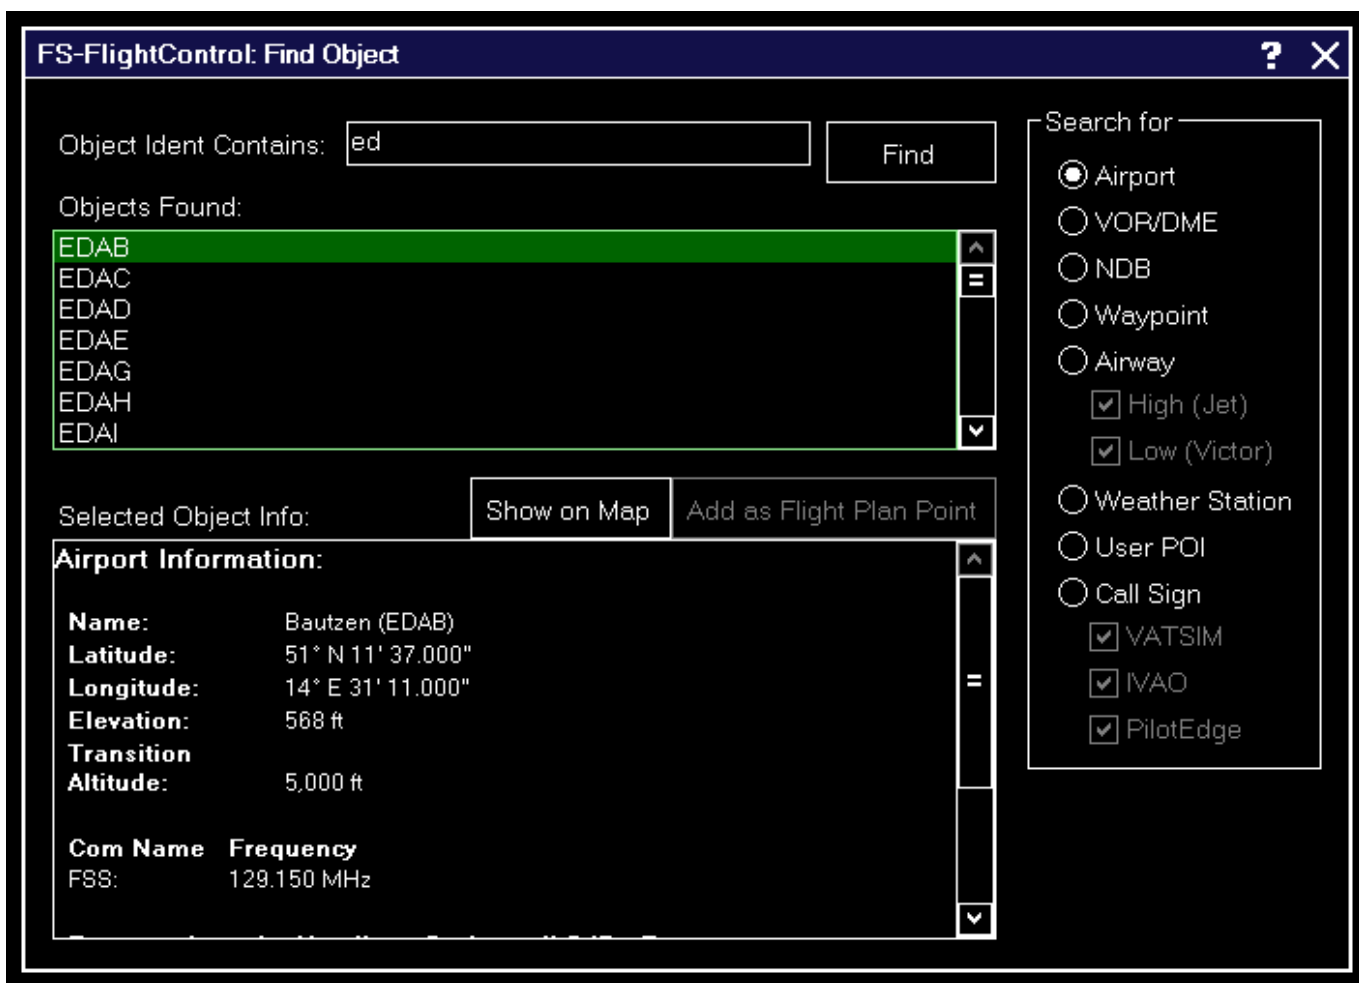 FS-FlightControl: Find Object ?
Object Ident Contains: ed Find
Objects Found:
EDAB
EDAC
EDAD
EDAE
EDAG
EDAH
EDAI
Selected Object Info: Show on Map Add as Flight Plan Point
Airport Information:
Name: Bautzen (EDAB)
Latitude: 51° N 11' 37.000"
Longitude: 14° E 31' 11.000"
Elevation: 568 ft
Transition
Altitude: 5,000 ft
Com Name Frequency
FSS: 129.150 MHz
Search for
Airport
VOR/DME
NDB
Waypoint
Airway
High (Jet)
Low (Victor)
Weather Station
User POI
Call Sign
VATSIM
IVAO
PilotEdge